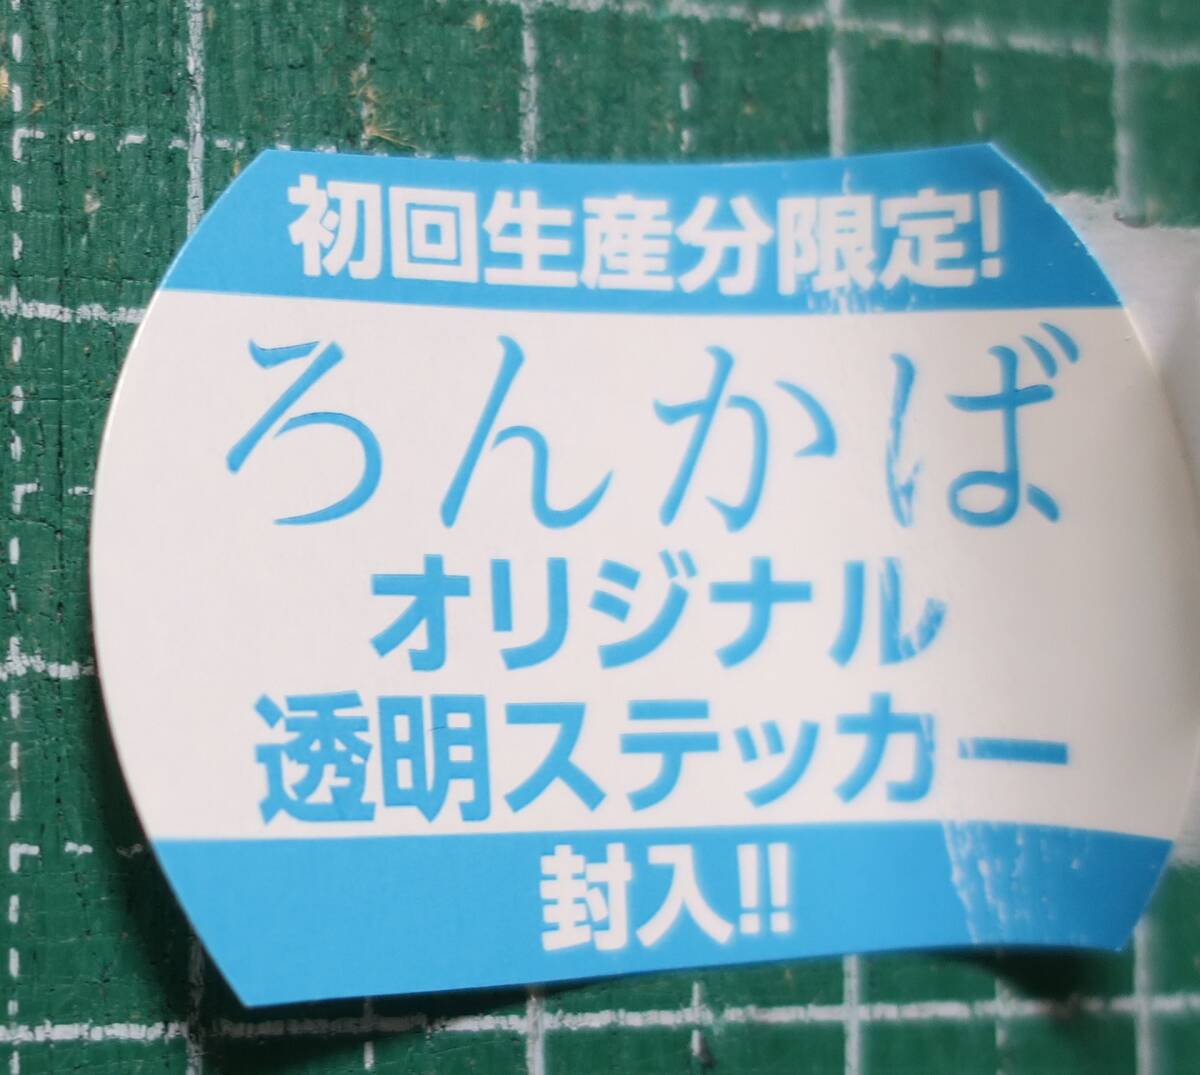 初回生産分限定!
ろんかば
オリジナル
透明ステッカー
封入!!